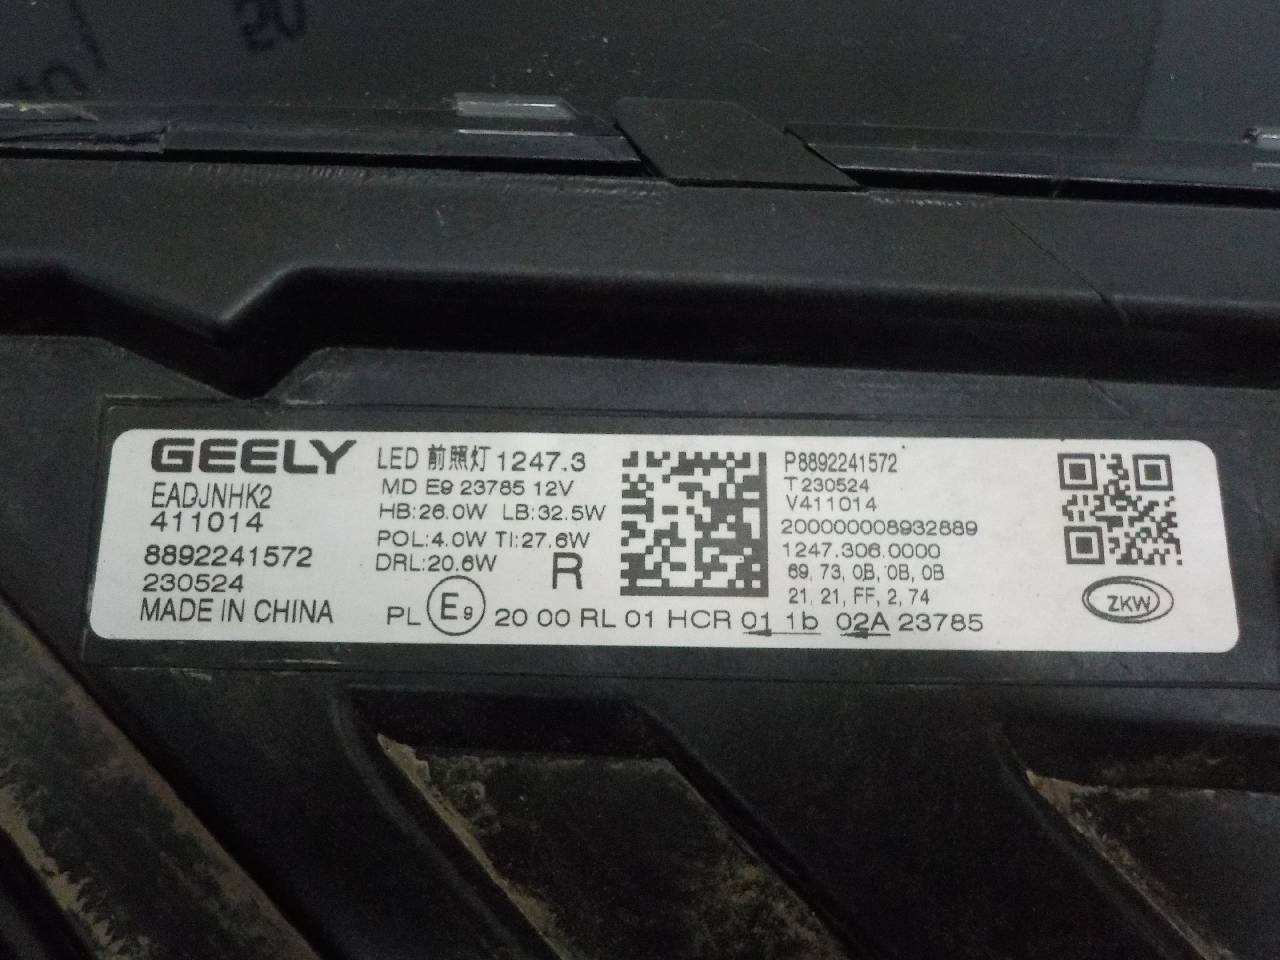 GEELY
EADJNHK2
411014
8892241572
230524
MADE IN CHINA
LED 前照灯 1247.3
MD E9 23785 12V
HB:26.0W LB:32.5W
POL:4.0W TI:27.6W
DRL:20.6W
R
PL E9 20 00 RL 01 HCR 01 1b 02A 23785
P8892241572
T230524
V411014
200000008932889
1247.306.0000
69, 73, 0B, 0B, 0B
21, 21, FF, 2, 74
ZKW